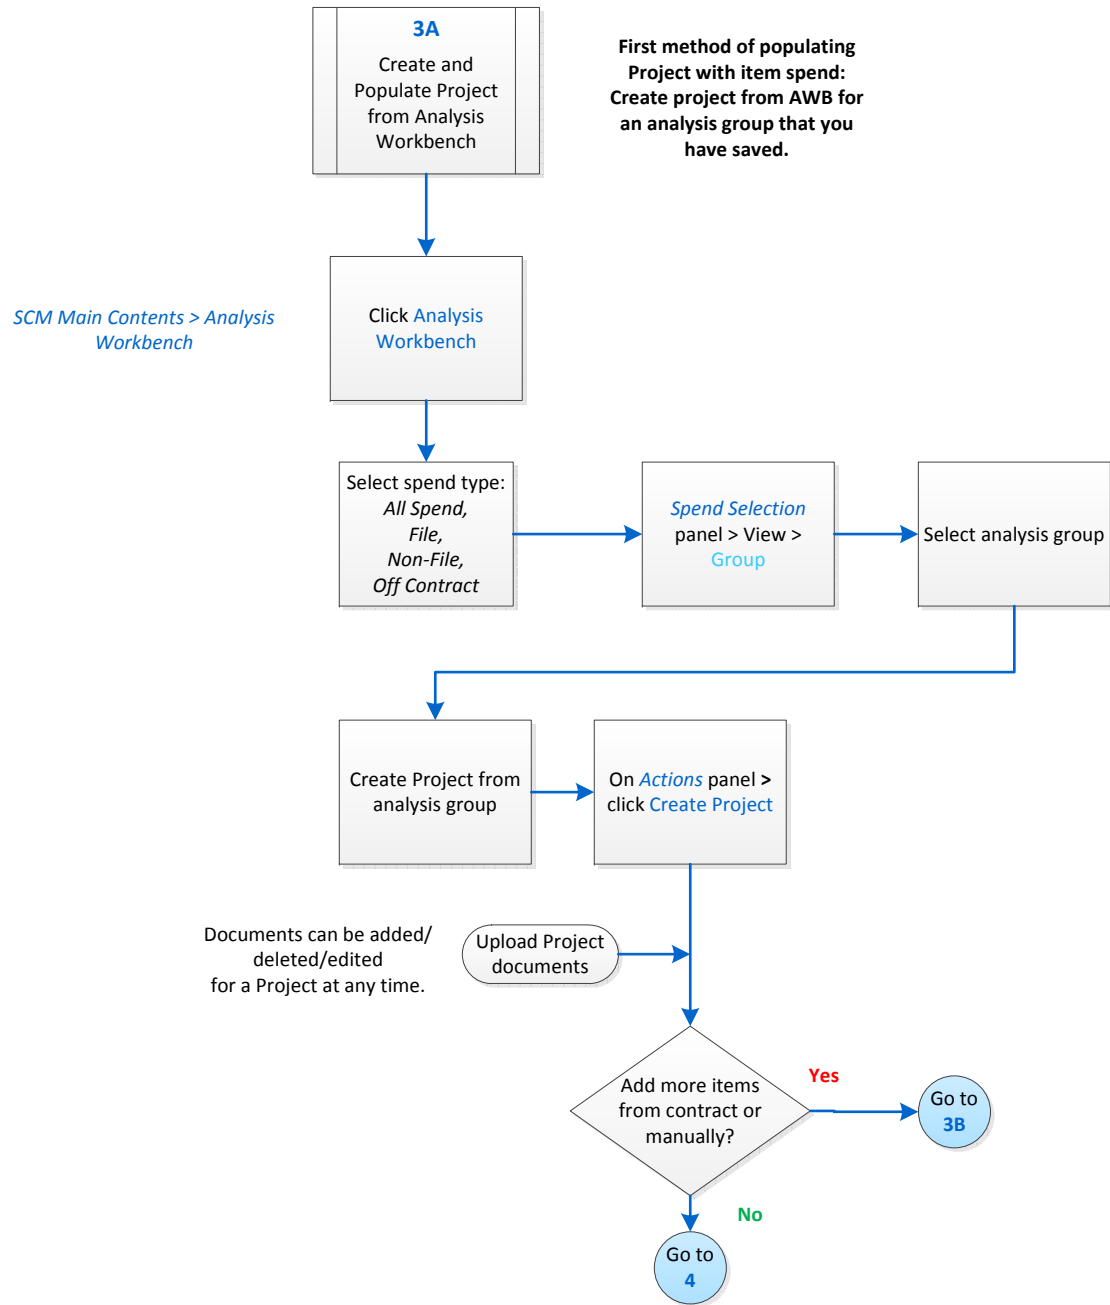 3A
Create and
Populate Project
from Analysis
Workbench
First method of populating
Project with item spend:
Create project from AWB for
an analysis group that you
have saved.
SCM Main Contents > Analysis
Workbench
Click Analysis
Workbench
Select spend type:
All Spend,
File,
Non-File,
Off Contract
Spend Selection
panel > View >
Group
Select analysis group
Create Project from
analysis group
On Actions panel >
click Create Project
Documents can be added/
deleted/edited
for a Project at any time.
Upload Project
documents
Add more items
from contract or
manually?
Yes
Go to
3B
No
Go to
4